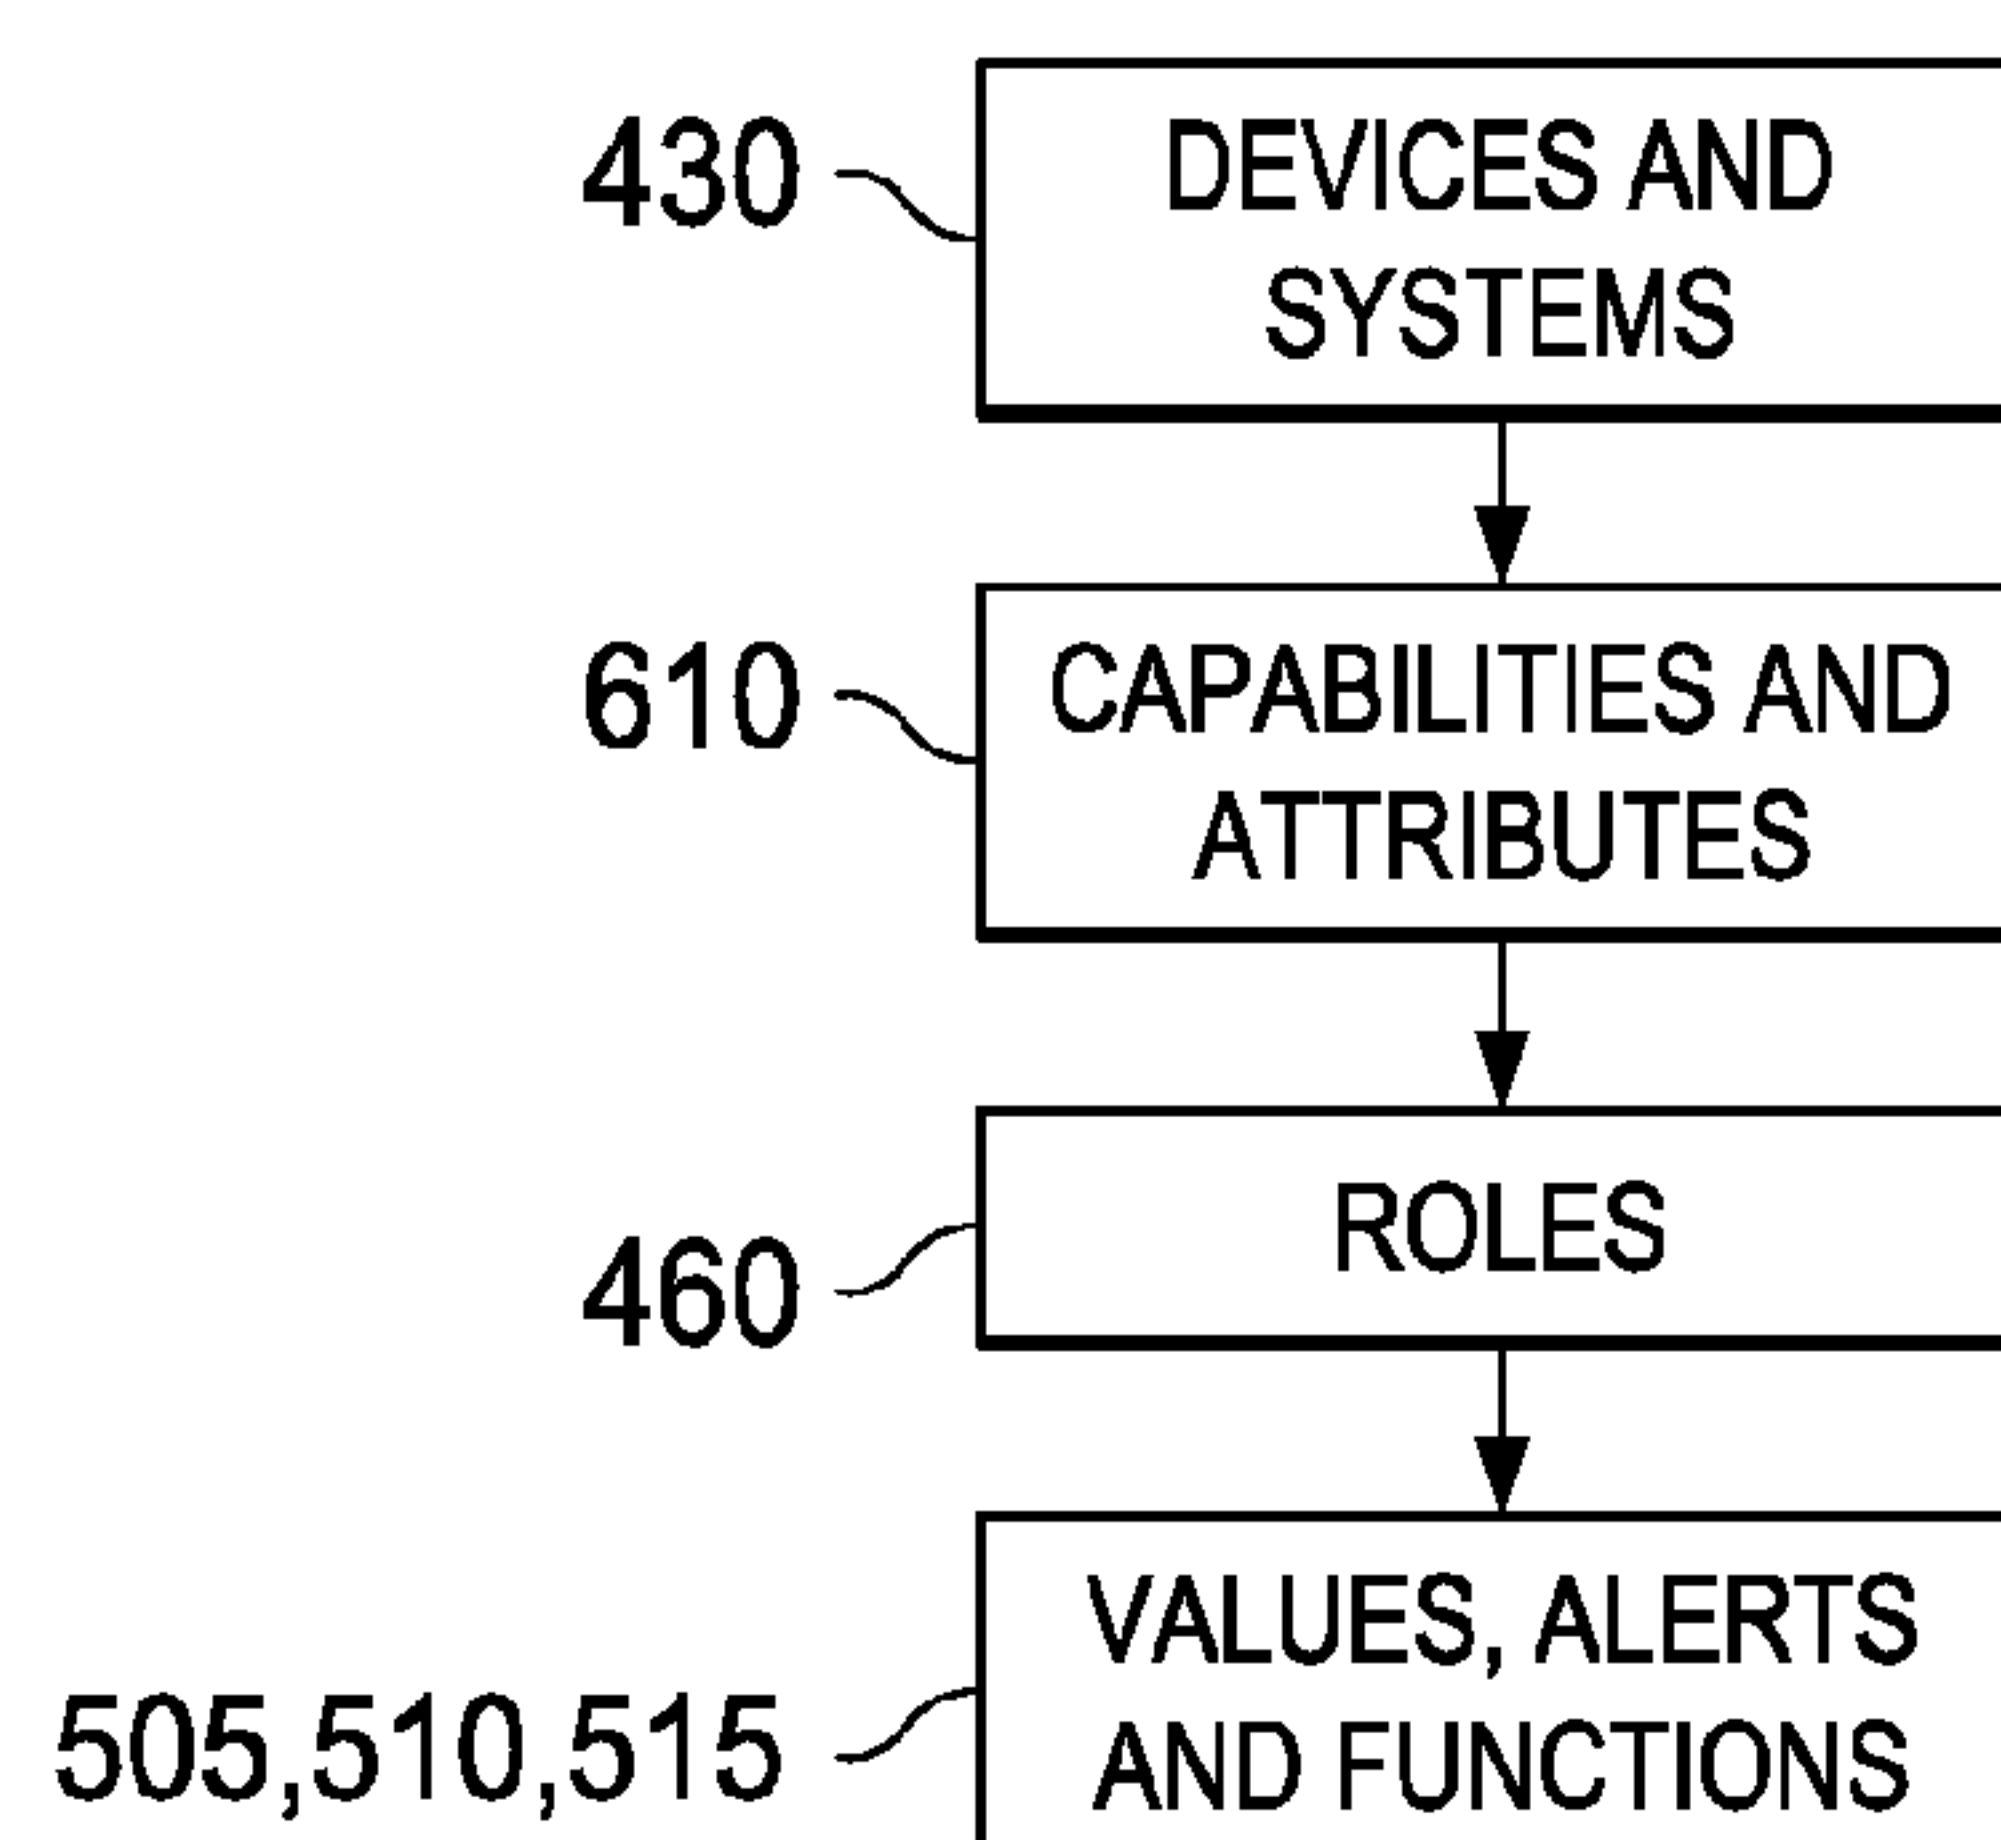 430
DEVICES AND
SYSTEMS
610
CAPABILITIES AND
ATTRIBUTES
460
ROLES
505,510,515
VALUES, ALERTS
AND FUNCTIONS